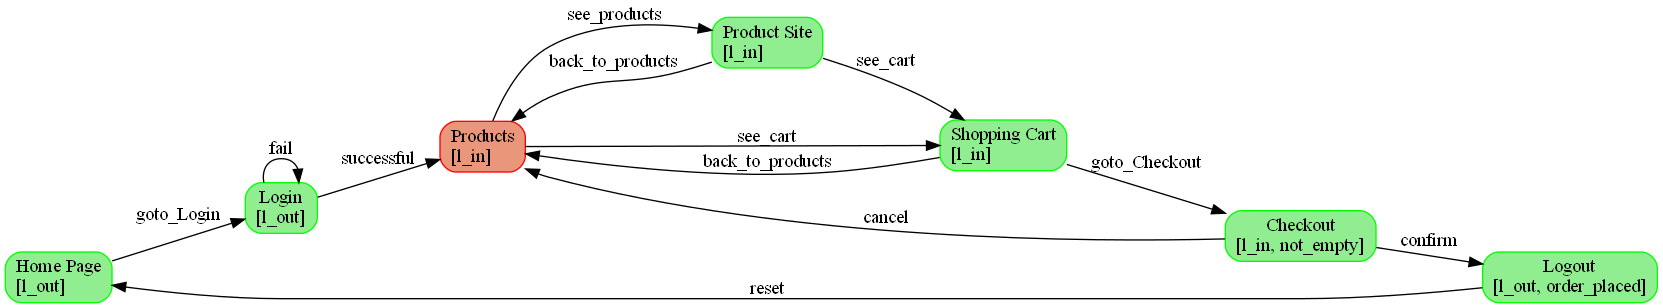 see_products
Product Site
[l_in]
back_to_products
see_cart
Products
[l_in]
see_cart
back_to_products
Shopping Cart
[l_in]
goto_Checkout
fail
successful
Login
[l_out]
goto_Login
cancel
Checkout
[l_in, not_empty]
confirm
Home Page
[l_out]
Logout
[l_out, order_placed]
reset